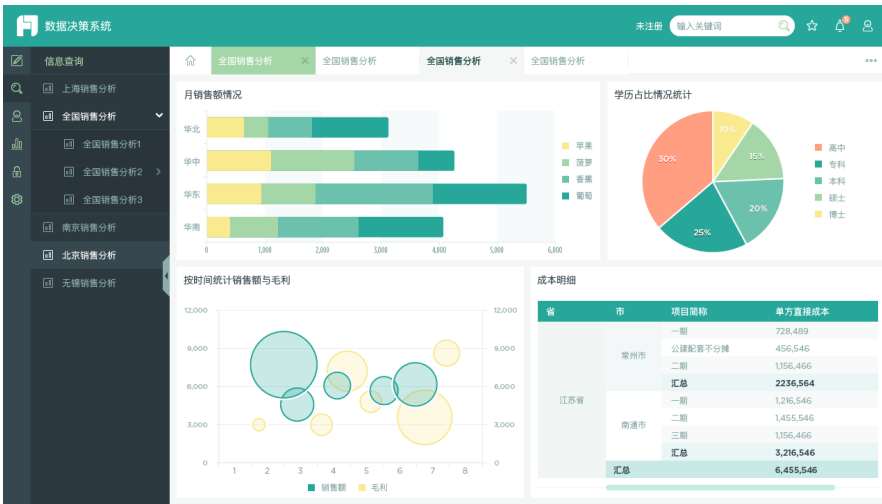 数据决策系统
未注册
输入关键词
5
信息查询
上海销售分析
全国销售分析
全国销售分析1
全国销售分析2
全国销售分析3
南京销售分析
北京销售分析
无锡销售分析
全国销售分析
全国销售分析
全国销售分析
全国销售分析
月销售额情况
华北
华中
华东
华南
0 1,000 2,000 3,000 4,000 5,000 6,000
苹果
菠萝
香蕉
葡萄
学历占比情况统计
10%
15%
30%
20%
25%
高中
专科
本科
硕士
博士
按时间统计销售额与毛利
12,000 12,000
9,000 9,000
6,000 6,000
3,000 3,000
0 0
1 2 3 4 5 6 7 8
销售额 毛利
成本明细
省 市 项目简称 单方直接成本
一期 728,489
公建配套不分摊 456,546
常州市
二期 1,156,466
汇总 2236,564
江苏省
一期 1,216,546
二期 1,455,546
南通市
三期 1,156,466
汇总 3,216,546
汇总 6,455,546